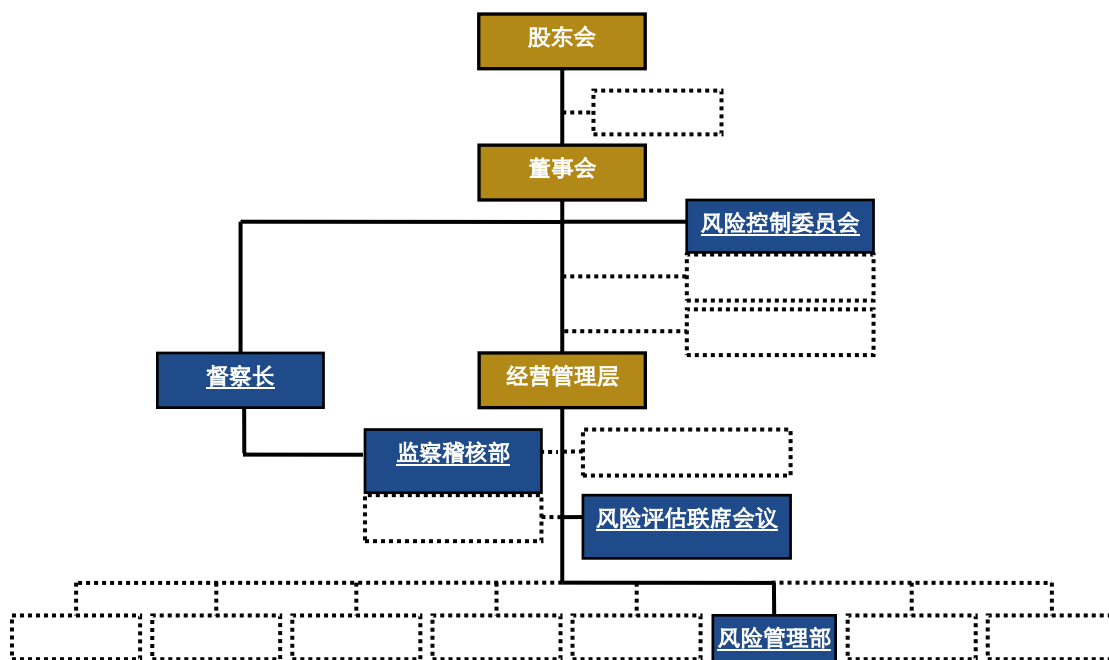 股东会
董事会
风险控制委员会
督察长
经营管理层
监察稽核部
风险评估联席会议
风险管理部